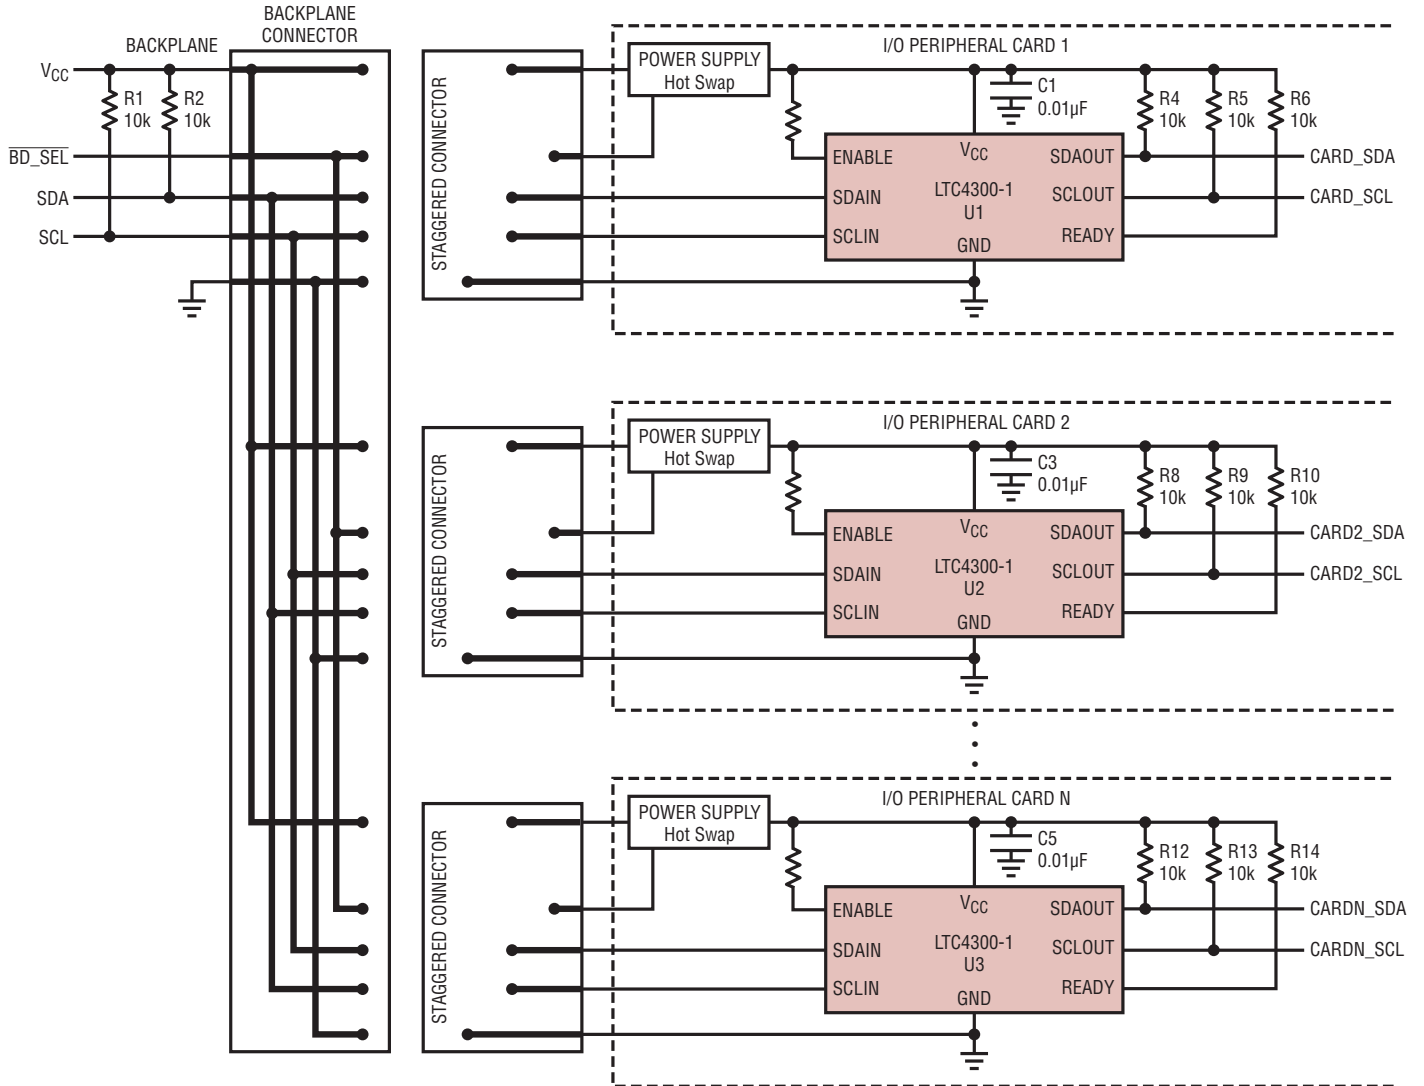 BACKPLANE
CONNECTOR
BACKPLANE
VCC
R1
10k
R2
10k
BD_SEL
SDA
SCL
STAGGERED CONNECTOR
I/O PERIPHERAL CARD 1
POWER SUPPLY
Hot Swap
C1
0.01µF
R4
10k
R5
10k
R6
10k
ENABLE
VCC
SDAOUT
CARD_SDA
SDAIN
LTC4300-1
U1
SCLOUT
CARD_SCL
SCLIN
GND
READY
STAGGERED CONNECTOR
I/O PERIPHERAL CARD 2
POWER SUPPLY
Hot Swap
C3
0.01µF
R8
10k
R9
10k
R10
10k
ENABLE
VCC
SDAOUT
CARD2_SDA
SDAIN
LTC4300-1
U2
SCLOUT
CARD2_SCL
SCLIN
GND
READY
STAGGERED CONNECTOR
I/O PERIPHERAL CARD N
POWER SUPPLY
Hot Swap
C5
0.01µF
R12
10k
R13
10k
R14
10k
ENABLE
VCC
SDAOUT
CARDN_SDA
SDAIN
LTC4300-1
U3
SCLOUT
CARDN_SCL
SCLIN
GND
READY